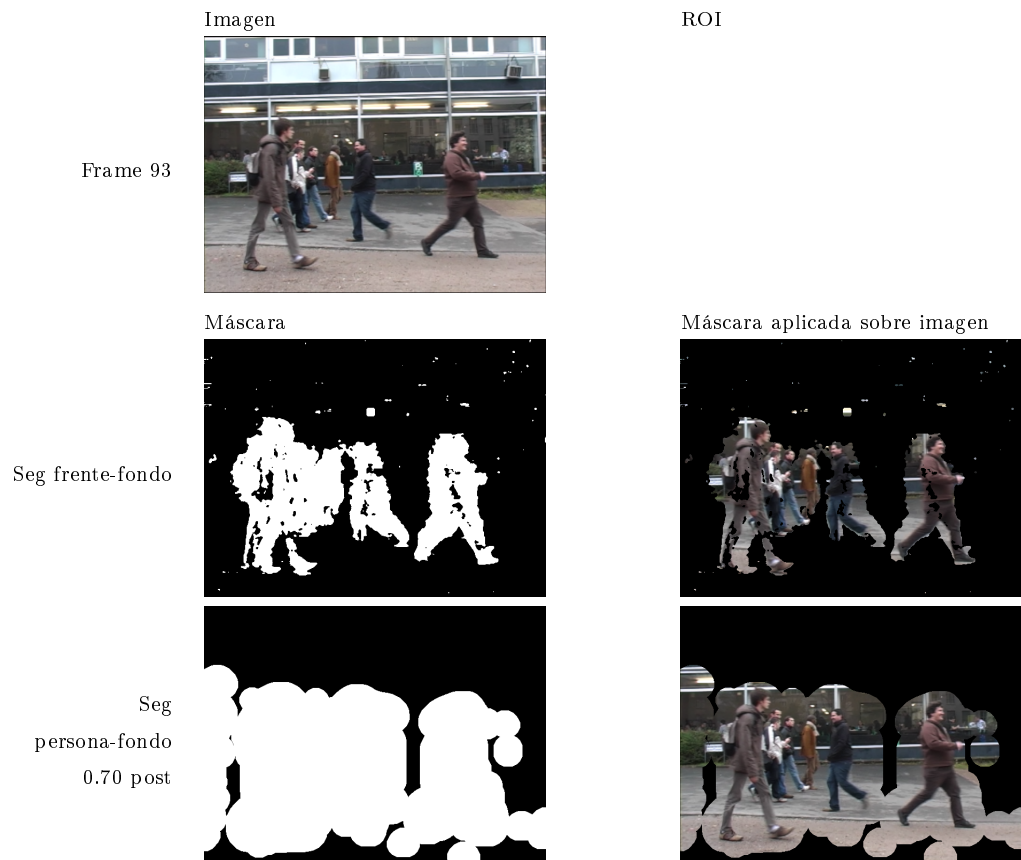 Imagen
ROI
Frame 93
Máscara
Máscara aplicada sobre imagen
Seg frente-fondo
Seg
persona-fondo
0.70 post